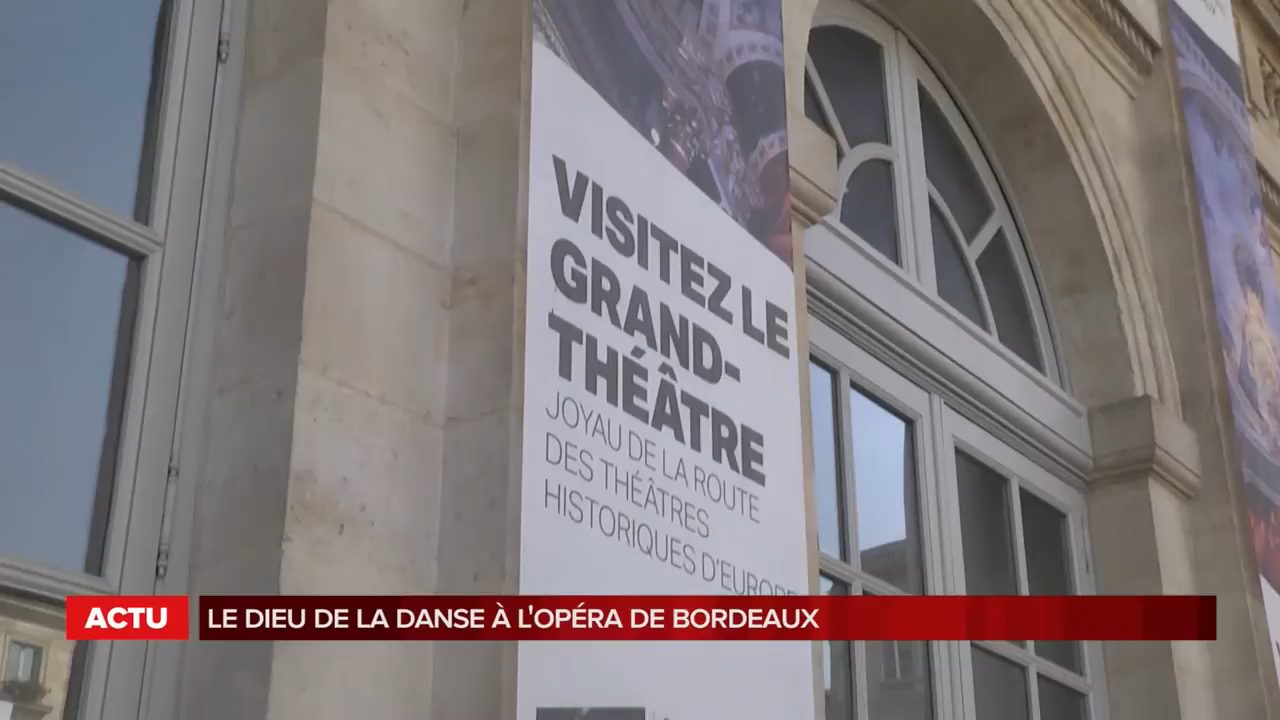 VISITEZ LE
GRAND-
THÉÂTRE
JOYAU DE LA ROUTE
DES THÉÂTRES
HISTORIQUES D'EUROPE
ACTU
LE DIEU DE LA DANSE À L'OPÉRA DE BORDEAUX